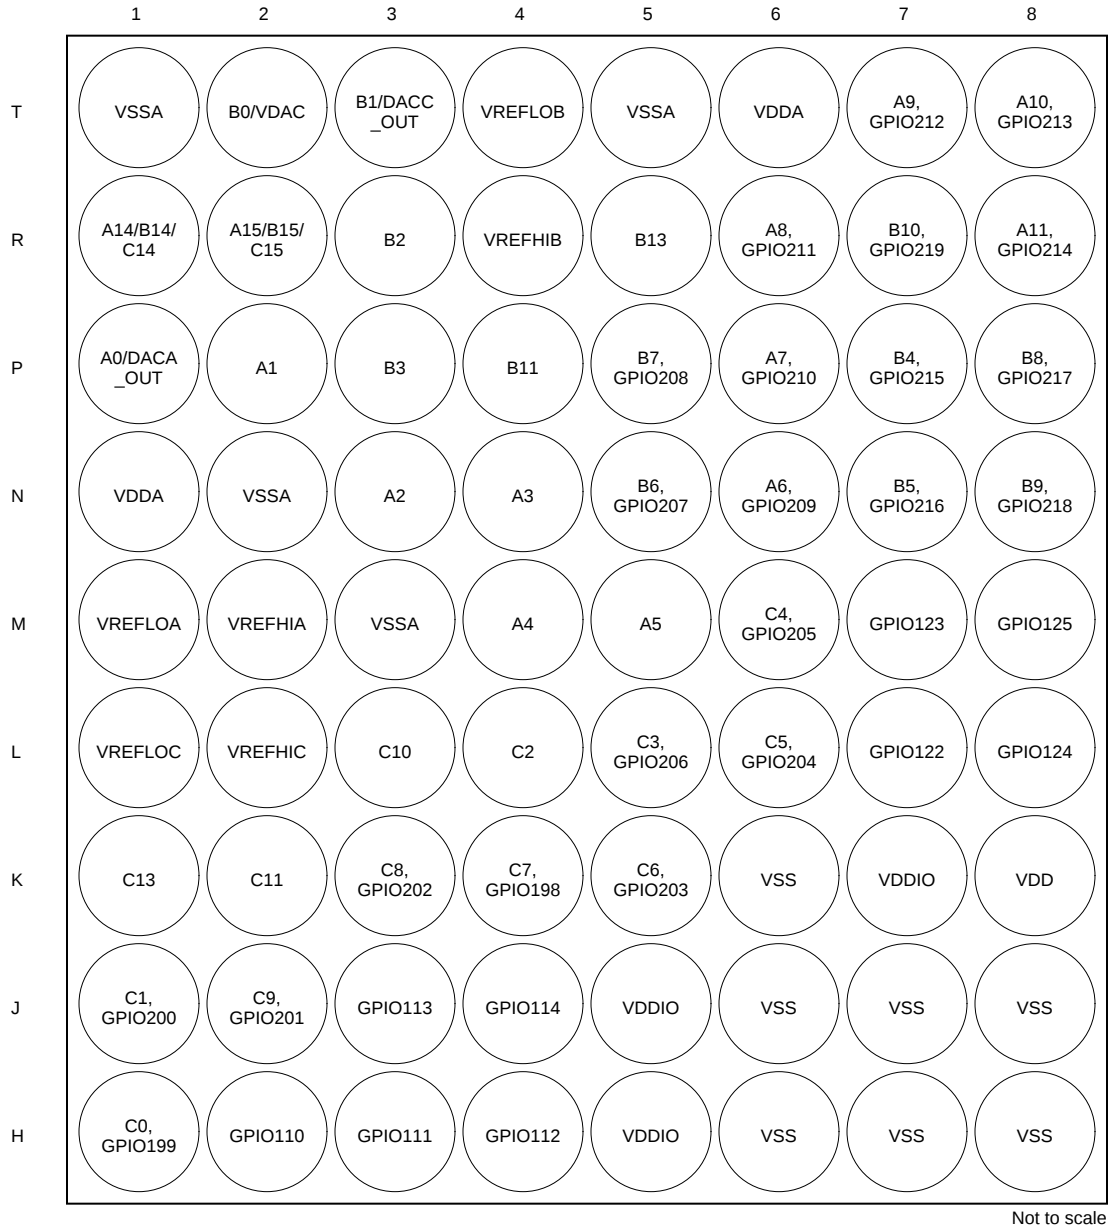 1 2 3 4 5 6 7 8
T VSSA B0/VDAC B1/DACC _OUT VREFLOB VSSA VDDA A9, GPIO212 A10, GPIO213
R A14/B14/ C14 A15/B15/ C15 B2 VREFHIB B13 A8, GPIO211 B10, GPIO219 A11, GPIO214
P A0/DACA _OUT A1 B3 B11 B7, GPIO208 A7, GPIO210 B4, GPIO215 B8, GPIO217
N VDDA VSSA A2 A3 B6, GPIO207 A6, GPIO209 B5, GPIO216 B9, GPIO218
M VREFLOA VREFHIA VSSA A4 A5 C4, GPIO205 GPIO123 GPIO125
L VREFLOC VREFHIC C10 C2 C3, GPIO206 C5, GPIO204 GPIO122 GPIO124
K C13 C11 C8, GPIO202 C7, GPIO198 C6, GPIO203 VSS VDDIO VDD
J C1, GPIO200 C9, GPIO201 GPIO113 GPIO114 VDDIO VSS VSS VSS
H C0, GPIO199 GPIO110 GPIO111 GPIO112 VDDIO VSS VSS VSS
Not to scale